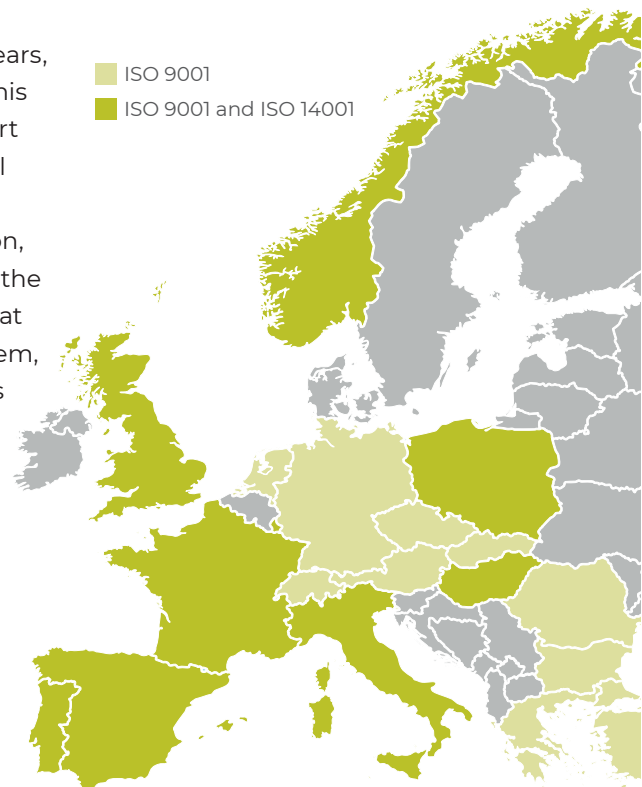 ears,
his
rt
l
on,
the
at
em,
s
ISO 9001
ISO 9001 and ISO 14001